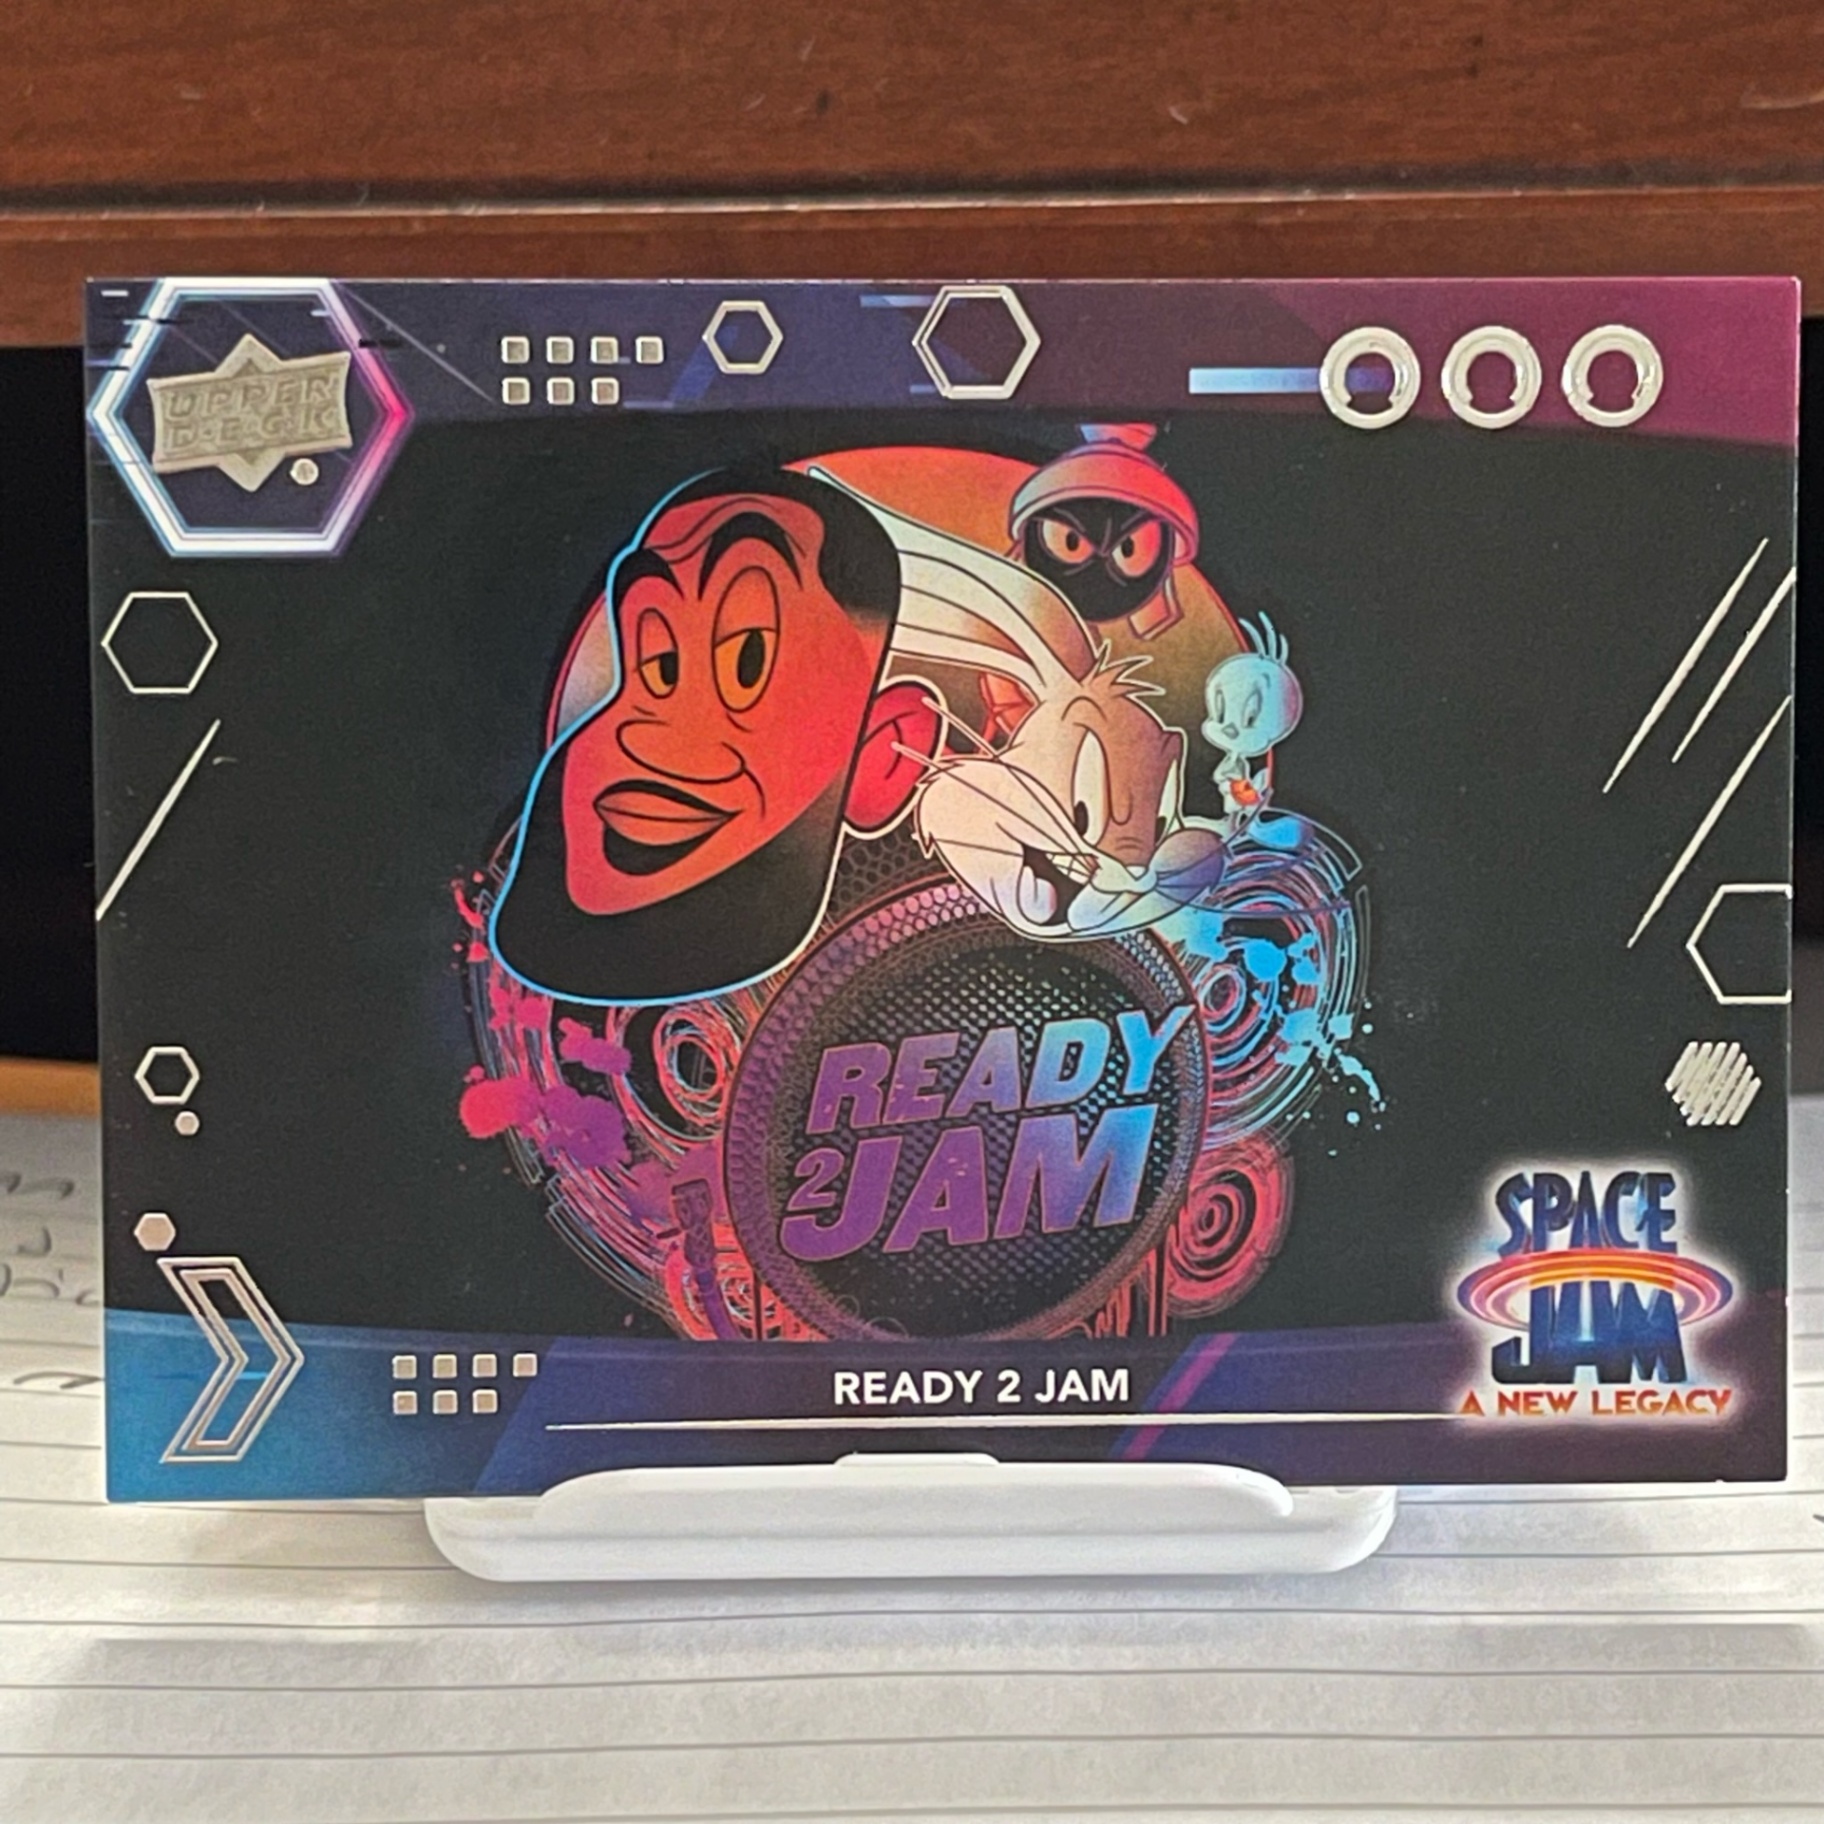 UPPER
DECK
READY
2 JAM
READY 2 JAM
SPACE
JAM
A NEW LEGACY